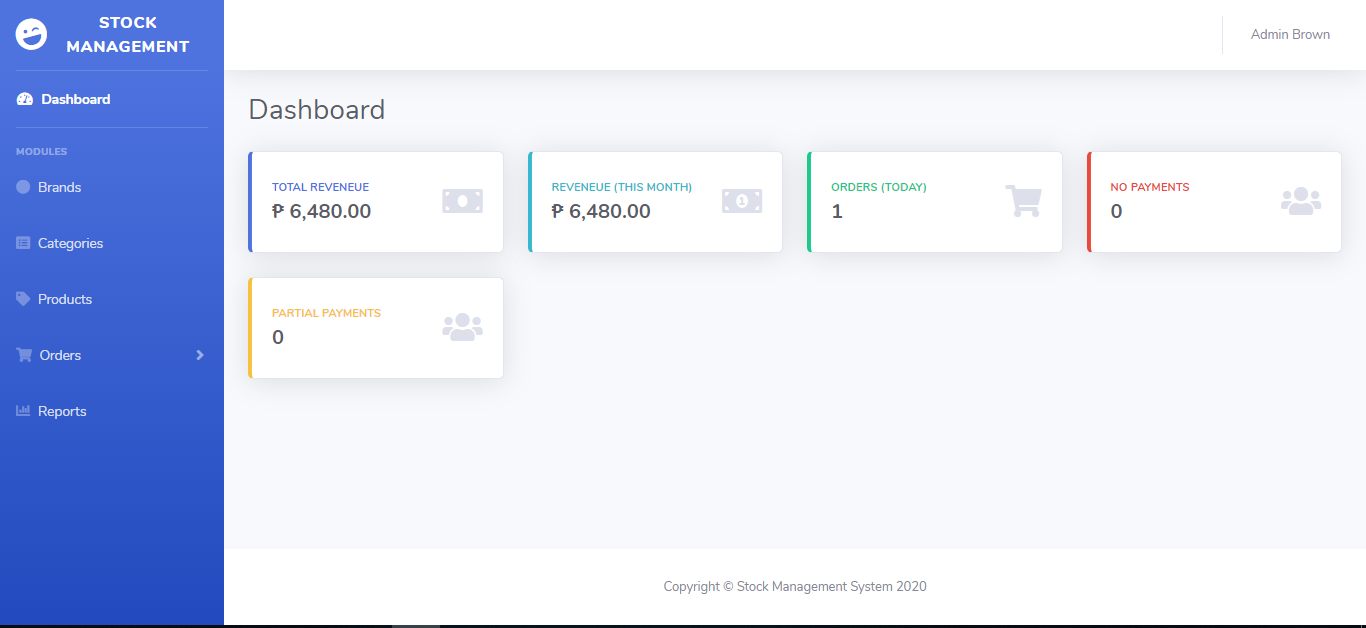 STOCK
MANAGEMENT
Admin Brown
Dashboard
MODULES
Brands
Categories
Products
Orders
Reports
Dashboard
TOTAL REVENEUE
₱ 6,480.00
REVENEUE (THIS MONTH)
₱ 6,480.00
ORDERS (TODAY)
1
NO PAYMENTS
0
PARTIAL PAYMENTS
0
Copyright © Stock Management System 2020